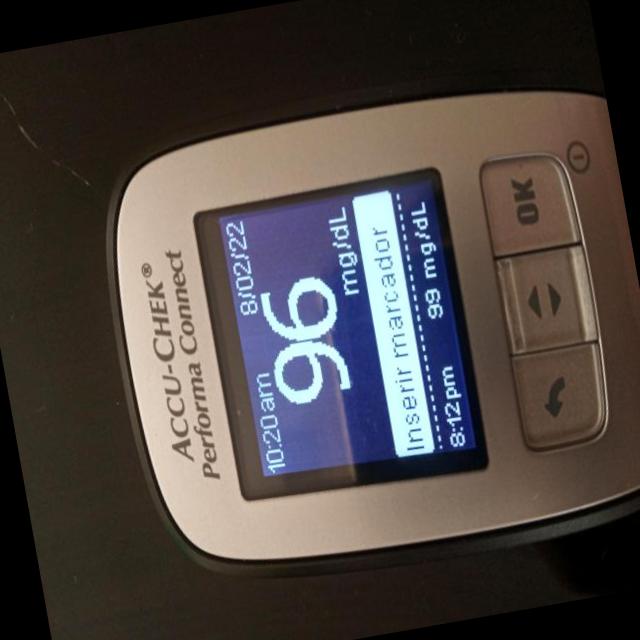 ACCU-CHEK®
Performa Connect
10:20am 8/02/22
96
mg/dL
Inserir marcador
8:12pm 99 mg/dL
OK